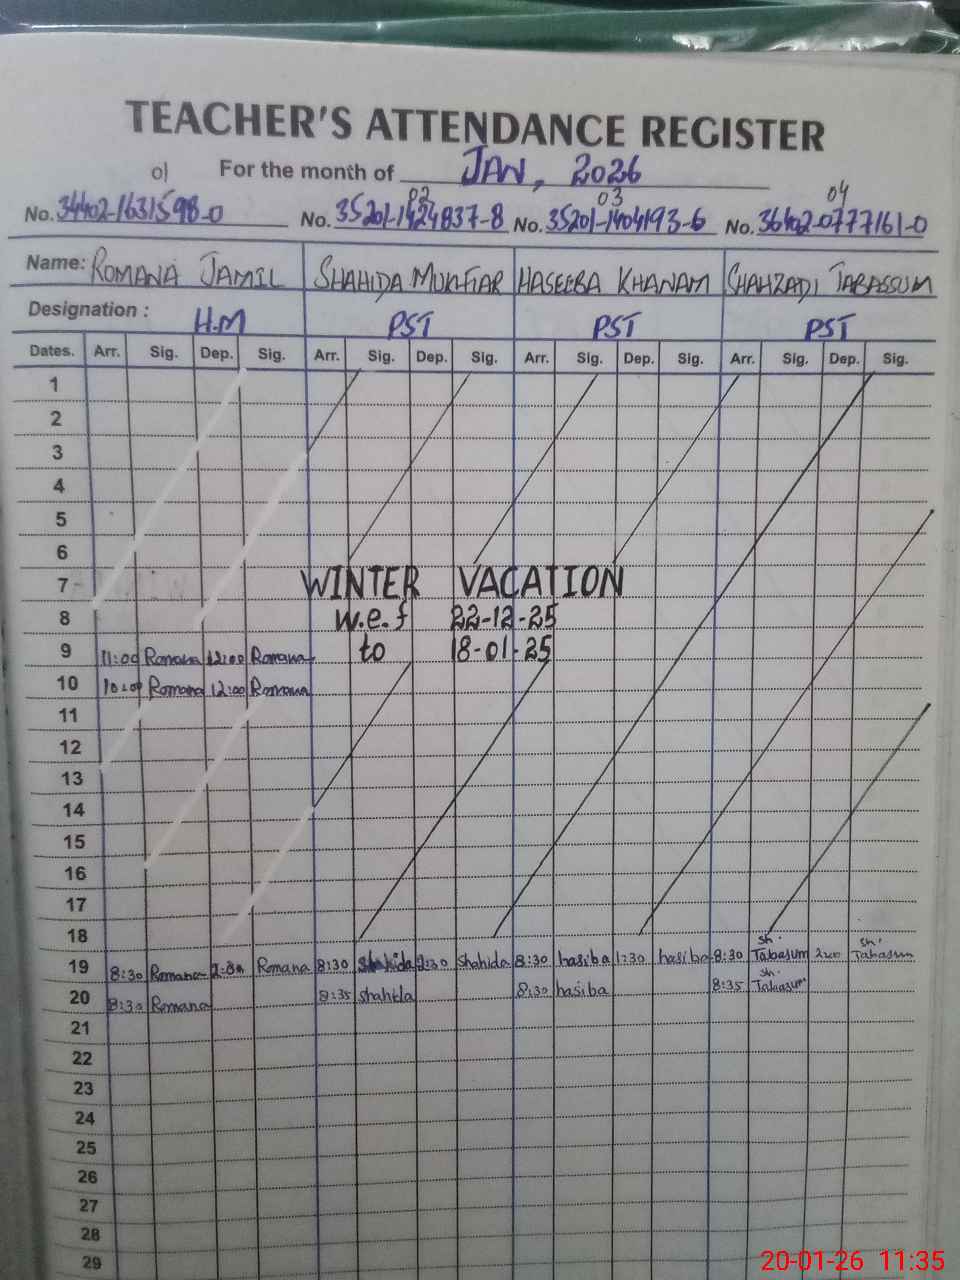 TEACHER'S ATTENDANCE REGISTER
For the month of JAN, 2026
01 02 03 04
No. 34402-1631598-0 No. 35201-1424837-8 No. 35201-1404193-6 No. 36402-0777161-0
Name: ROMANA JAMIL SHAHIDA MUKHTAR HASEEBA KHANAM SHAHZADI TABASSUM
Designation : H.M PST PST PST
Dates. Arr. Sig. Dep. Sig. Arr. Sig. Dep. Sig. Arr. Sig. Dep. Sig. Arr. Sig. Dep. Sig.
1
2
3
4
5
6
7 WINTER VACATION
8 w.e.f 22-12-25
9 11:00 Romana 12:00 Romana to 18-01-25
10 10:00 Romana 12:00 Romana
11
12
13
14
15
16
17
18
19 8:30 Romana Romana 8:30 Shahida 2:30 Shahida 8:30 hasiba 1:30 hasiba 8:30 Sh. Tabasum 2:00 Sh. Tabasum
20 8:30 Romana 8:35 Shahida 8:30 hasiba 8:35 Sh. Tabasum
21
22
23
24
25
26
27
28
29
20-01-26 11:35